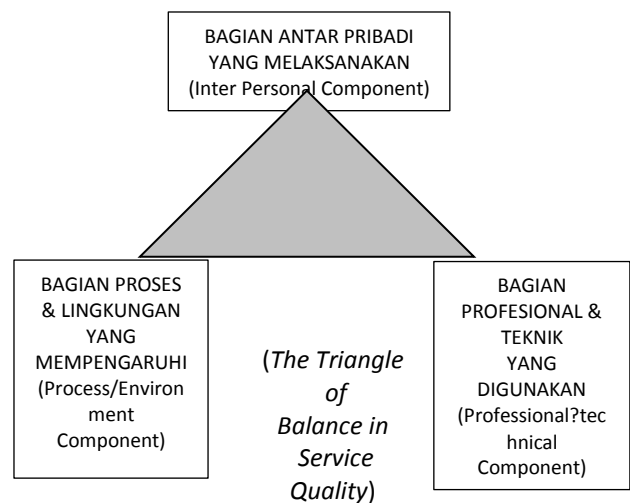 BAGIAN ANTAR PRIBADI
YANG MELAKSANAKAN
(Inter Personal Component)
BAGIAN PROSES
& LINGKUNGAN
YANG
MEMPENGARUHI
(Process/Environ
ment
Component)
(The Triangle
of
Balance in
Service
Quality)
BAGIAN
PROFESIONAL &
TEKNIK
YANG
DIGUNAKAN
(Professional?tec
hnical
Component)